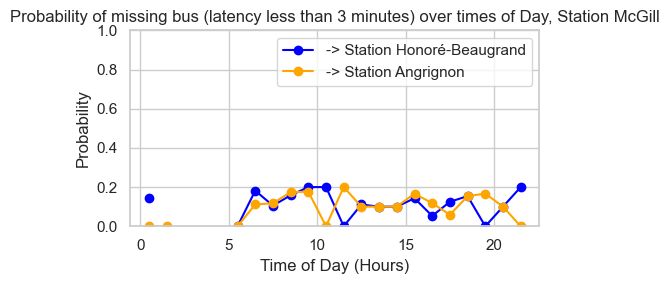 Probability of missing bus (latency less than 3 minutes) over times of Day, Station McGill
1.0
0.8
0.6
0.4
0.2
0.0
Probability
-> Station Honoré-Beaugrand
-> Station Angrignon
0 5 10 15 20
Time of Day (Hours)